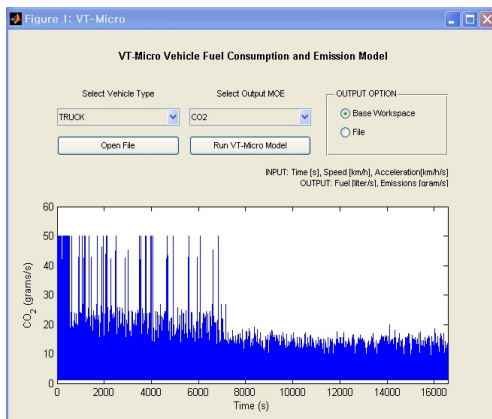 Figure 1: VT-Micro
VT-Micro Vehicle Fuel Consumption and Emission Model
Select Vehicle Type
Select Output MOE
OUTPUT OPTION
TRUCK
CO2
Base Workspace
File
Open File
Run VT-Micro Model
INPUT: Time [s], Speed [km/h], Acceleration[km/h/s]
OUTPUT: Fuel [liter/s], Emissions [gram/s]
60
50
40
30
20
10
0
CO2 (grams/s)
0 2000 4000 6000 8000 10000 12000 14000 16000
Time (s)